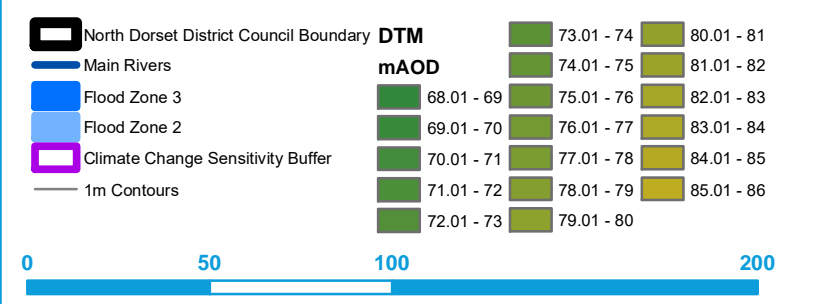 North Dorset District Council Boundary
Main Rivers
Flood Zone 3
Flood Zone 2
Climate Change Sensitivity Buffer
1m Contours
DTM
mAOD
68.01 - 69
69.01 - 70
70.01 - 71
71.01 - 72
72.01 - 73
73.01 - 74
74.01 - 75
75.01 - 76
76.01 - 77
77.01 - 78
78.01 - 79
79.01 - 80
80.01 - 81
81.01 - 82
82.01 - 83
83.01 - 84
84.01 - 85
85.01 - 86
0 50 100 200